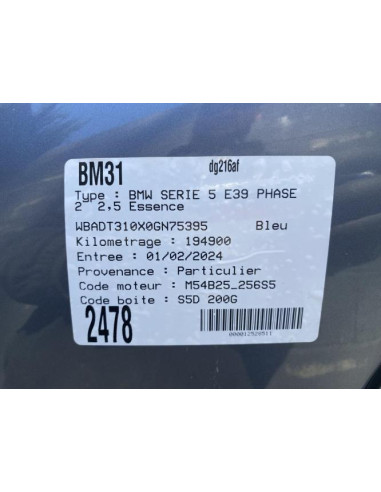 BM31 dg216af
Type : BMW SERIE 5 E39 PHASE
2 2,5 Essence
WBADT310X0GN75395 Bleu
Kilometrage : 194900
Entree : 01/02/2024
Provenance : Particulier
Code moteur : M54B25_256S5
Code boite : S5D 200G
2478